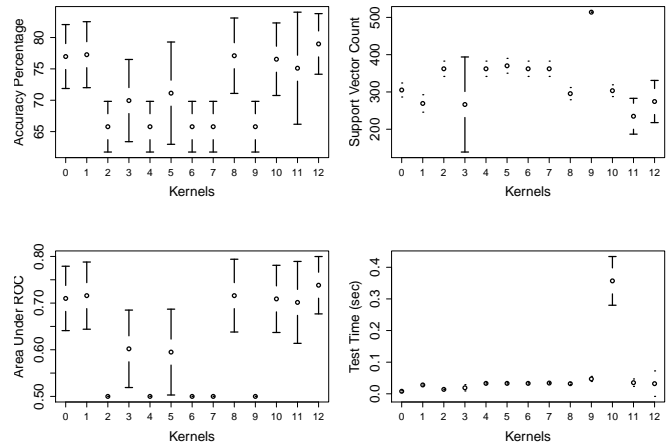 Accuracy Percentage
65 70 75 80
0 1 2 3 4 5 6 7 8 9 10 11 12
Kernels
Support Vector Count
200 300 400 500
0 1 2 3 4 5 6 7 8 9 10 11 12
Kernels
Area Under ROC
0.50 0.60 0.70 0.80
0 1 2 3 4 5 6 7 8 9 10 11 12
Kernels
Test Time (sec)
0.0 0.1 0.2 0.3 0.4
0 1 2 3 4 5 6 7 8 9 10 11 12
Kernels